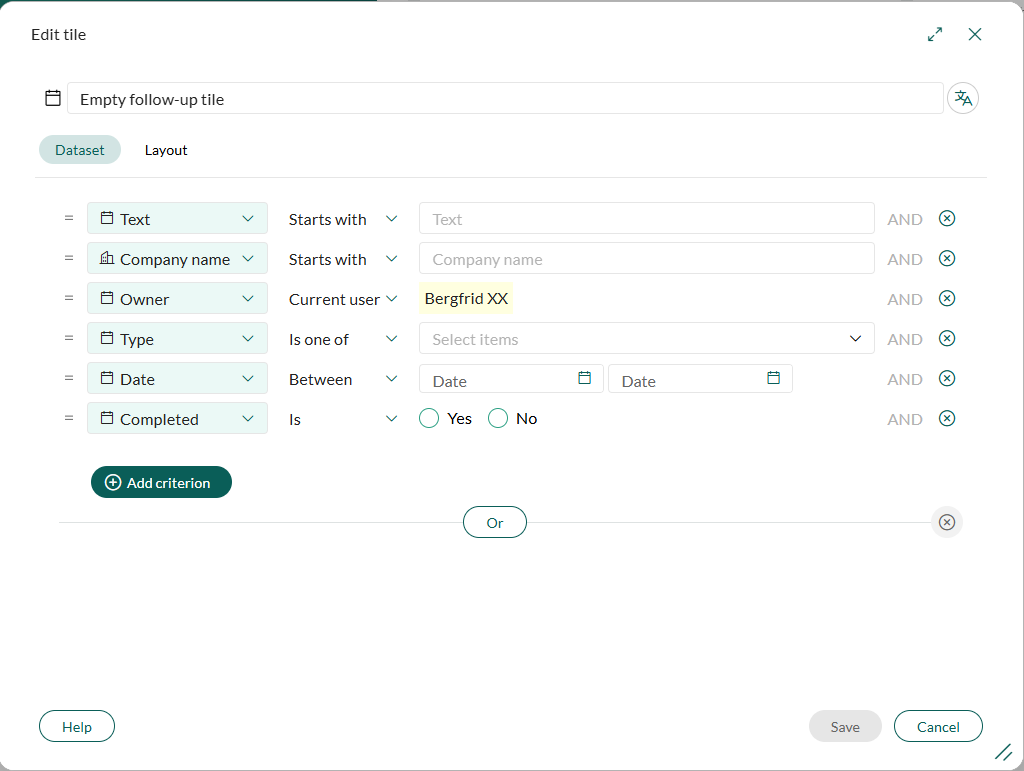 Edit tile
Empty follow-up tile
Dataset Layout
Text Starts with Text AND
Company name Starts with Company name AND
Owner Current user Bergfrid XX AND
Type Is one of Select items AND
Date Between Date Date AND
Completed Is Yes No AND
Add criterion
Or
Help Save Cancel